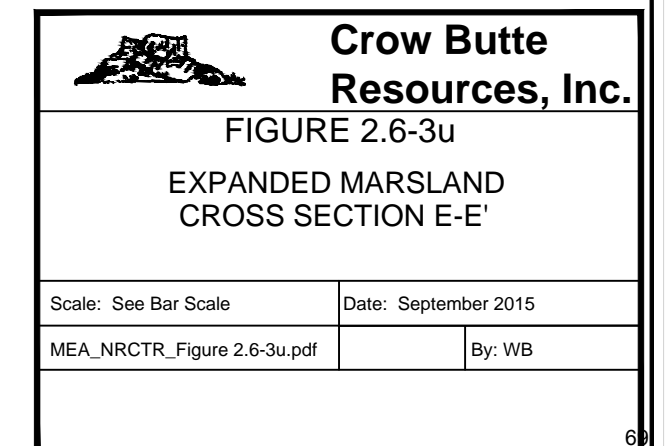 Crow Butte
Resources, Inc.
FIGURE 2.6-3u
EXPANDED MARSLAND
CROSS SECTION E-E'
Scale: See Bar Scale
Date: September 2015
MEA_NRCTR_Figure 2.6-3u.pdf
By: WB